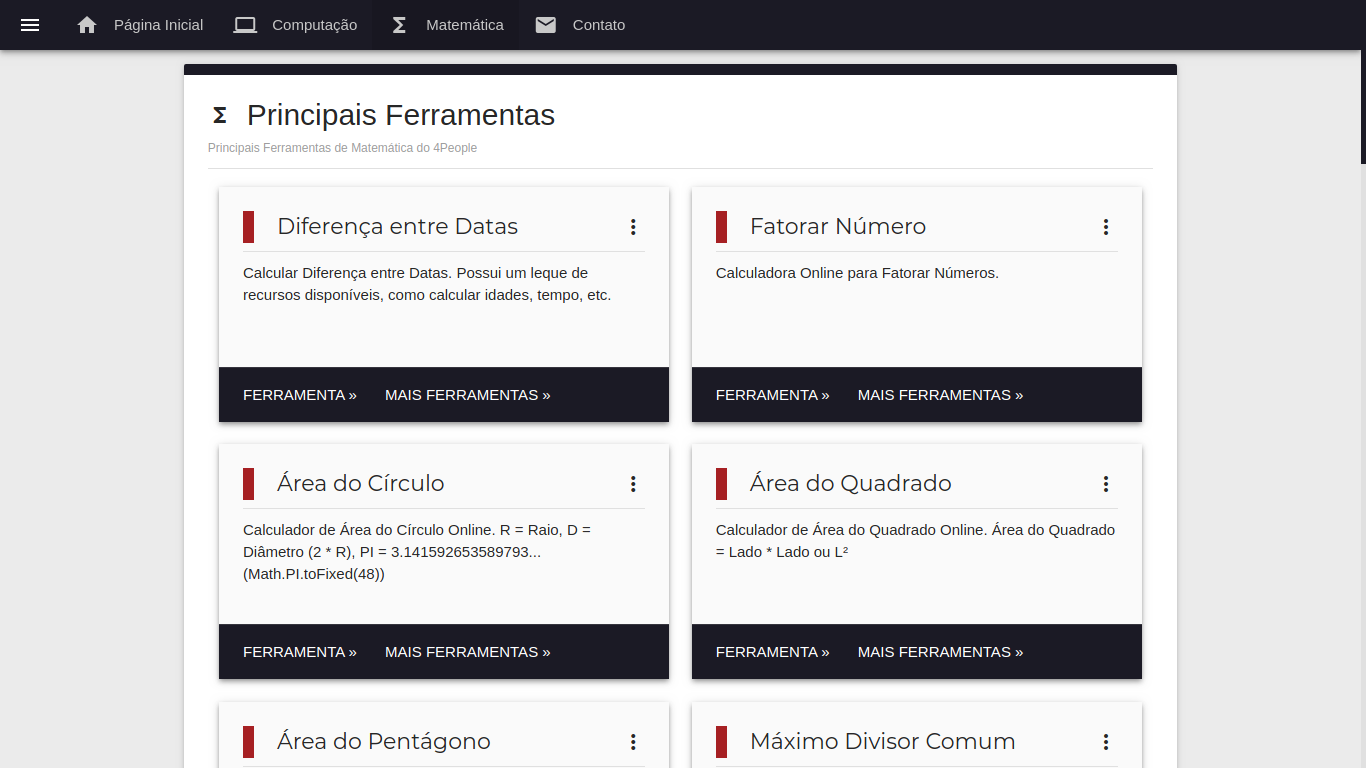 Página Inicial
Computação
Matemática
Contato
Principais Ferramentas
Principais Ferramentas de Matemática do 4People
Diferença entre Datas
Calcular Diferença entre Datas. Possui um leque de
recursos disponíveis, como calcular idades, tempo, etc.
FERRAMENTA »
MAIS FERRAMENTAS »
Fatorar Número
Calculadora Online para Fatorar Números.
FERRAMENTA »
MAIS FERRAMENTAS »
Área do Círculo
Calculador de Área do Círculo Online. R = Raio, D =
Diâmetro (2 * R), PI = 3.141592653589793...
(Math.PI.toFixed(48))
FERRAMENTA »
MAIS FERRAMENTAS »
Área do Quadrado
Calculador de Área do Quadrado Online. Área do Quadrado
= Lado * Lado ou L²
FERRAMENTA »
MAIS FERRAMENTAS »
Área do Pentágono
Máximo Divisor Comum